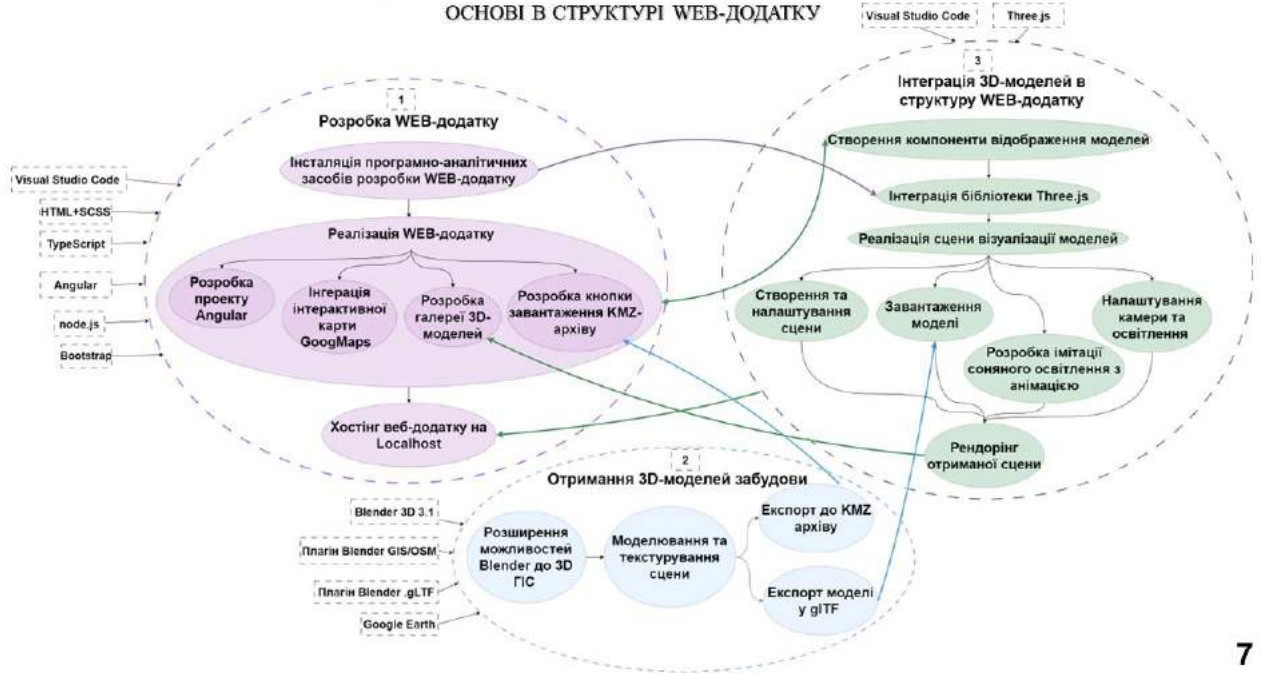 ОСНОВІ В СТРУКТУРІ WEB-ДОДАТКУ
Visual Studio Code
Three.js
1
Розробка WEB-додатку
Інсталяція програмно-аналітичних
засобів розробки WEB-додатку
Visual Studio Code
HTML+SCSS
TypeScript
Angular
node.js
Bootstrap
Реалізація WEB-додатку
Розробка
проекту
Angular
Інгерація
інтерактивної
карти
GoogMaps
Розробка
галереї 3D-
моделей
Розробка кнопки
завантаження KMZ-
архіву
Хостінг веб-додатку на
Localhost
3
Інтеграція 3D-моделей в
структуру WEB-додатку
Створення компоненти відображення моделей
Інтеграція бібліотеки Three.js
Реалізація сцени візуалізації моделей
Створення та
налаштування
сцени
Завантаження
моделі
Розробка імітації
соняного освітлення з
анімацією
Налаштування
камери та
освітлення
Рендорінг
отриманої сцени
2
Отримання 3D-моделей забудови
Blender 3D 3.1
Плагін Blender GIS/OSM
Плагін Blender .gLTF
Google Earth
Розширення
можливостей
Blender до 3D
ГІС
Моделювання та
текстурування
сцени
Експорт до KMZ
архіву
Експорт моделі
у glTF
7